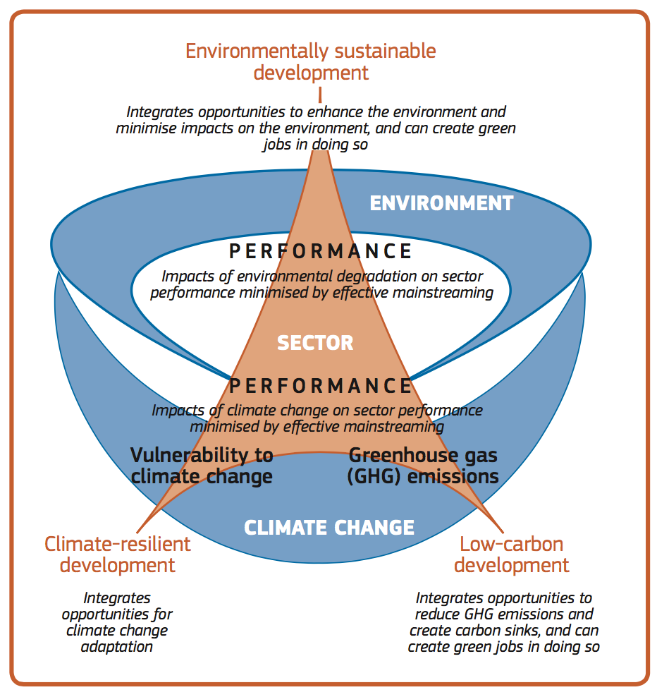 Environmentally sustainable
development
Integrates opportunities to enhance the environment and
minimise impacts on the environment, and can create green
jobs in doing so
ENVIRONMENT
PERFORMANCE
Impacts of environmental degradation on sector
performance minimised by effective mainstreaming
SECTOR
PERFORMANCE
Impacts of climate change on sector performance
minimised by effective mainstreaming
Vulnerability to
climate change
Greenhouse gas
(GHG) emissions
CLIMATE CHANGE
Climate-resilient
development
Low-carbon
development
Integrates
opportunities for
climate change
adaptation
Integrates opportunities to
reduce GHG emissions and
create carbon sinks, and can
create green jobs in doing so